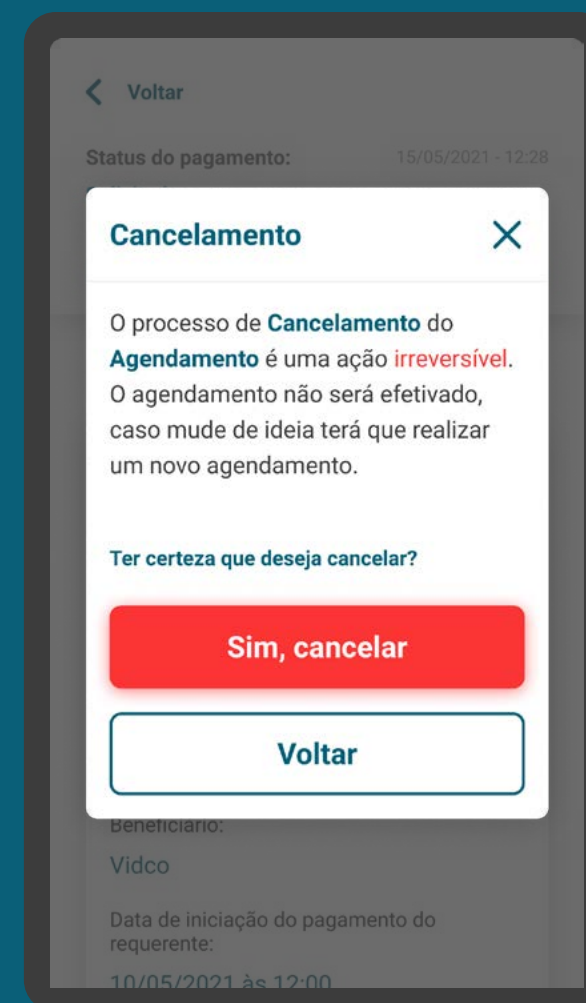 Voltar
Status do pagamento:
15/05/2021 - 12:28
Cancelamento
O processo de Cancelamento do
Agendamento é uma ação irreversível.
O agendamento não será efetivado,
caso mude de ideia terá que realizar
um novo agendamento.
Ter certeza que deseja cancelar?
Sim, cancelar
Voltar
Beneficiário:
Vidco
Data de iniciação do pagamento do
requerente:
10/05/2021 às 12:00